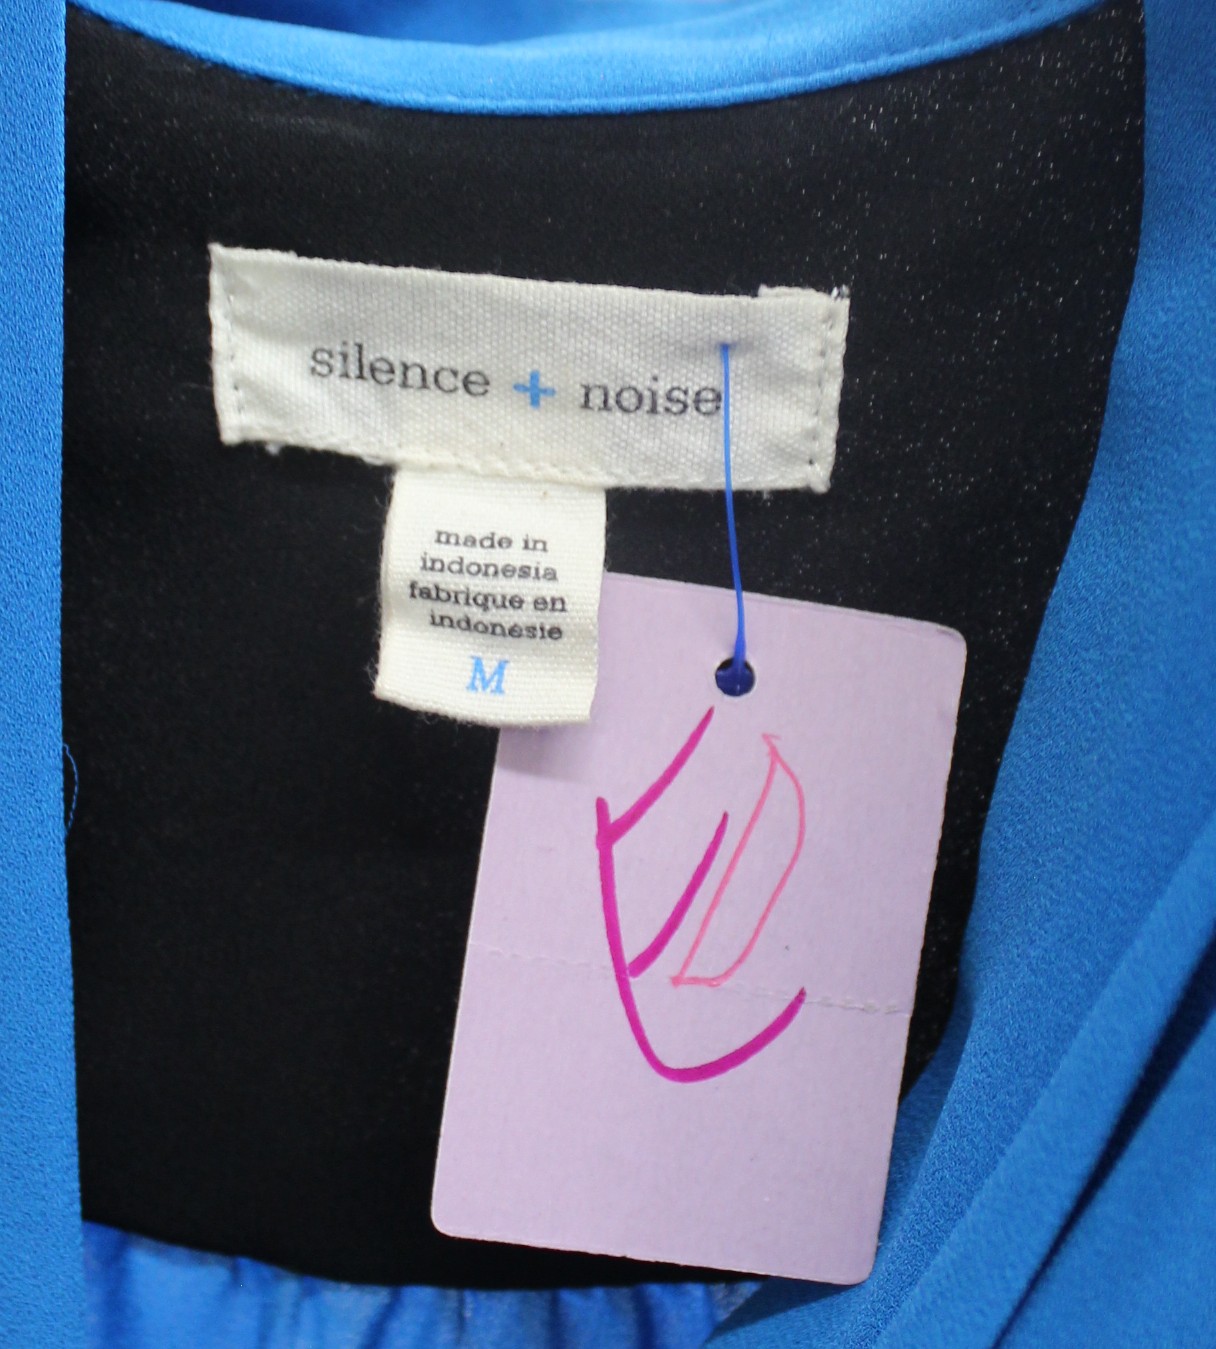 silence + noise
made in
indonesia
fabrique en
indonésie
M